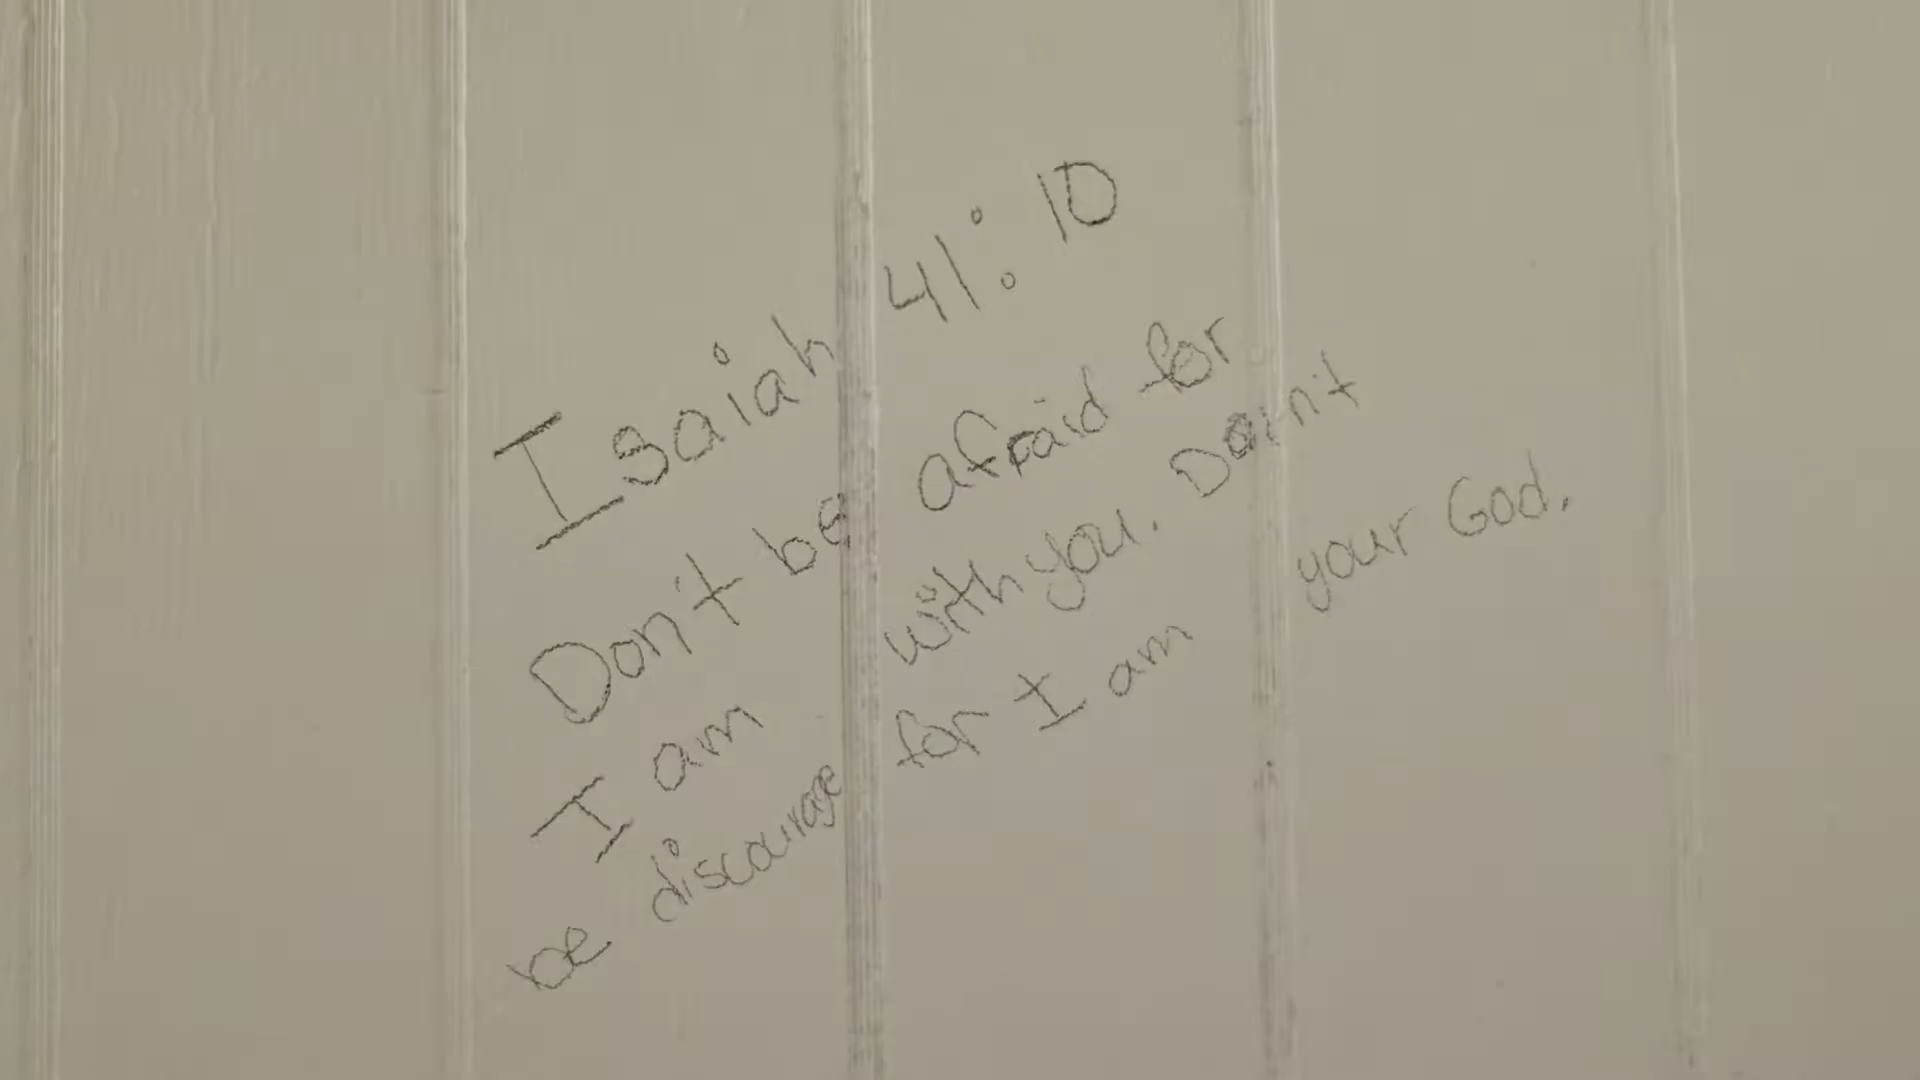 Isaiah 41:10
Don't be afraid for
I am with you. Don't
be discourage for I am your God.